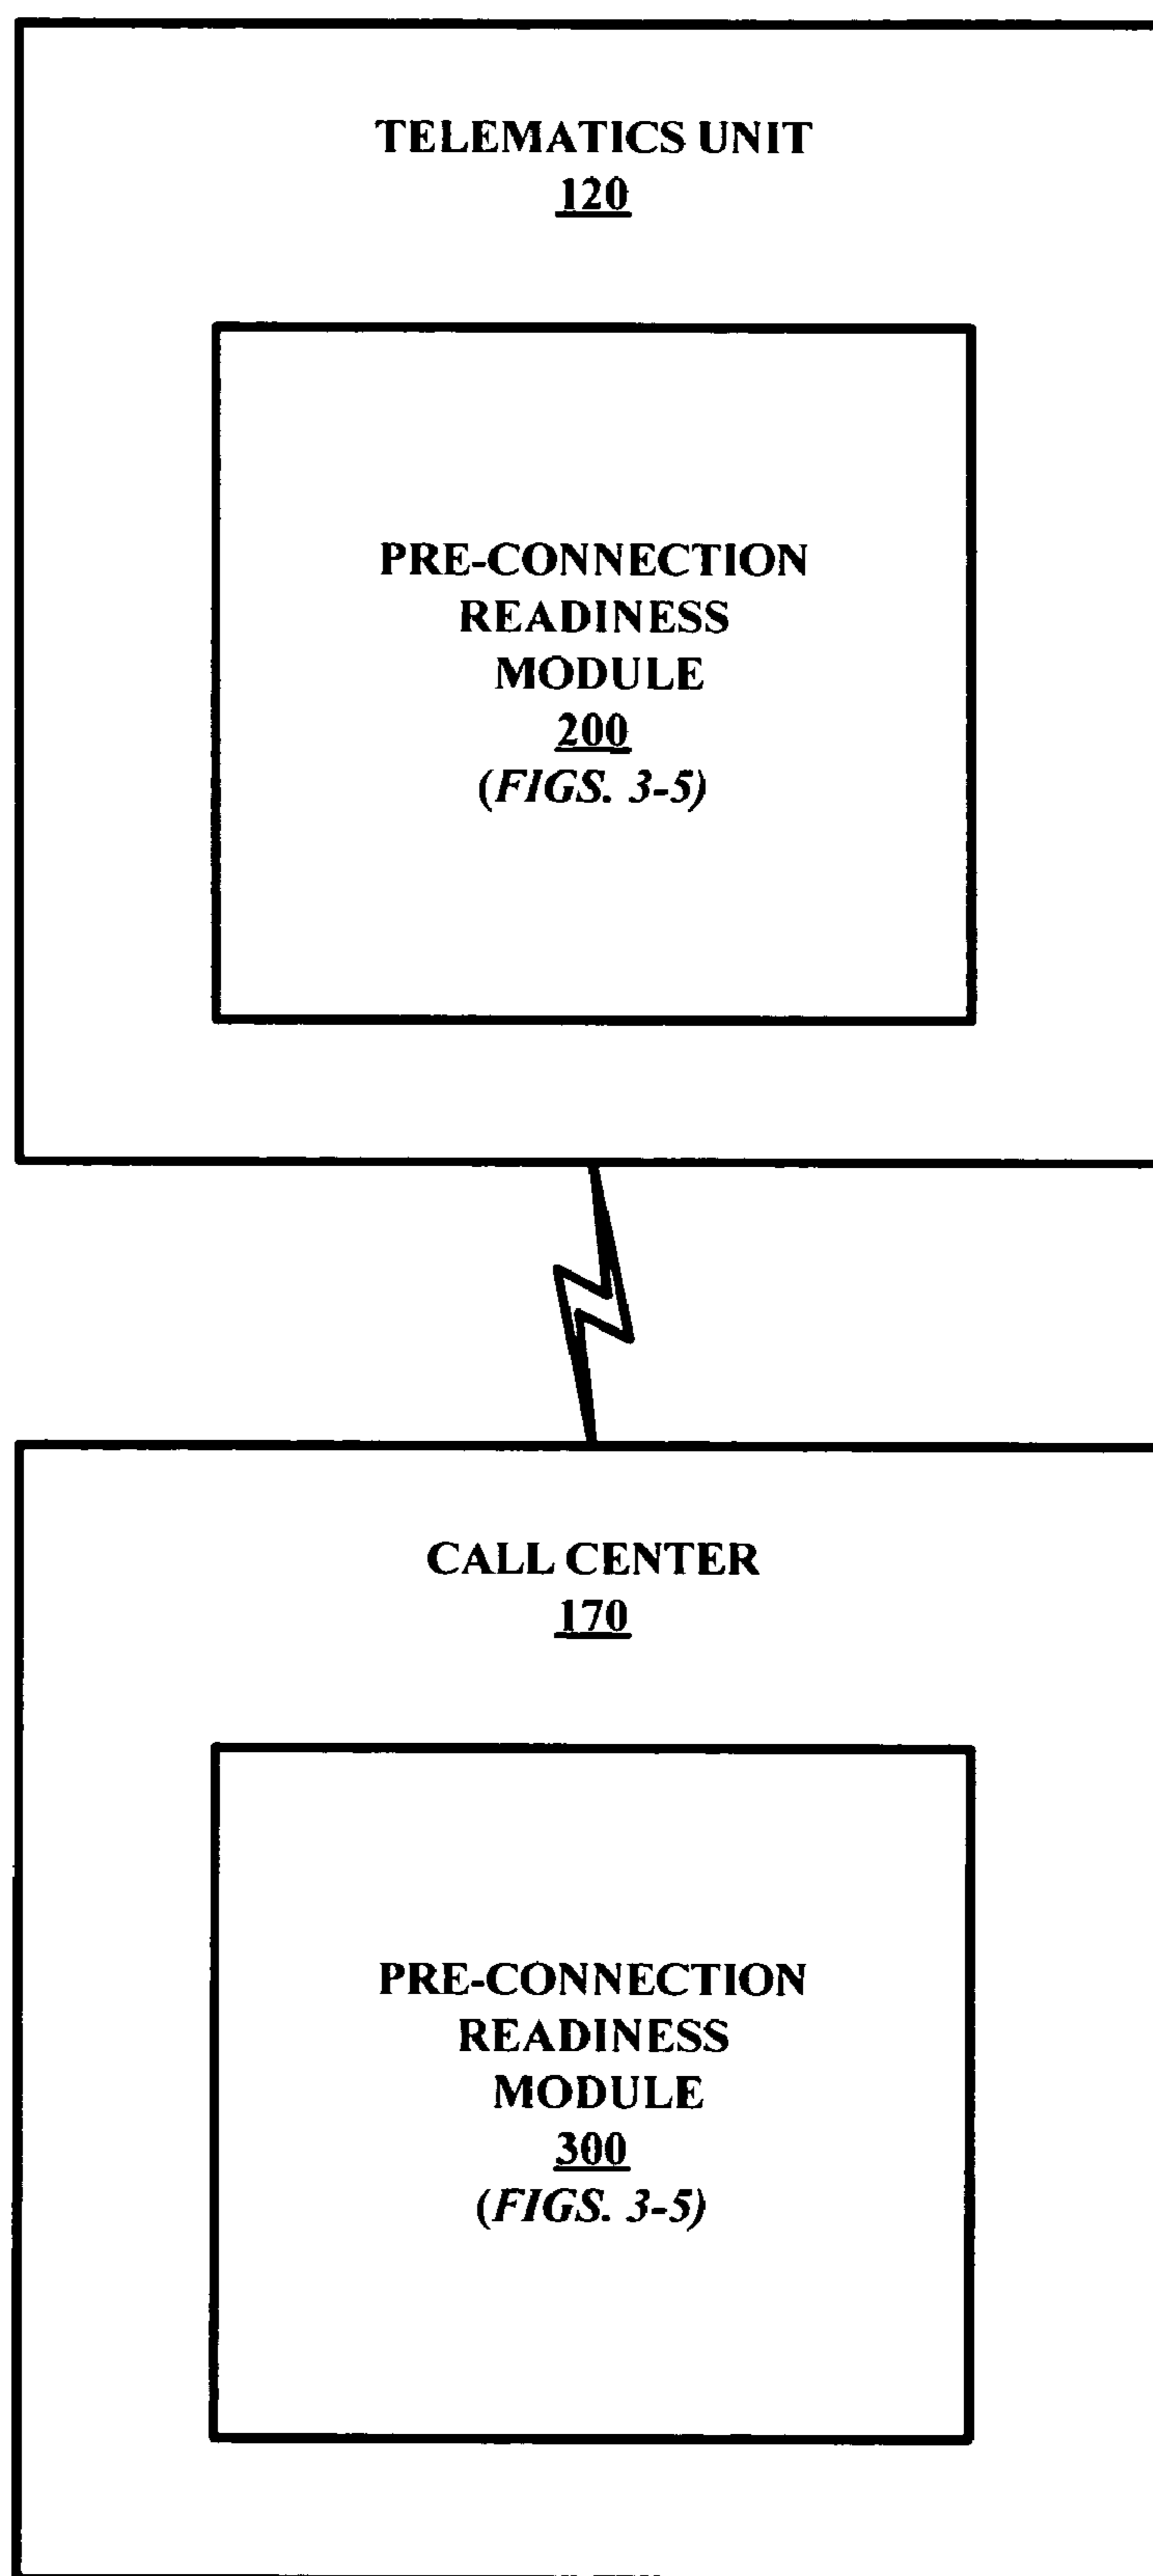 TELEMATICS UNIT
120
PRE-CONNECTION
READINESS
MODULE
200
(FIGS. 3-5)
CALL CENTER
170
PRE-CONNECTION
READINESS
MODULE
300
(FIGS. 3-5)